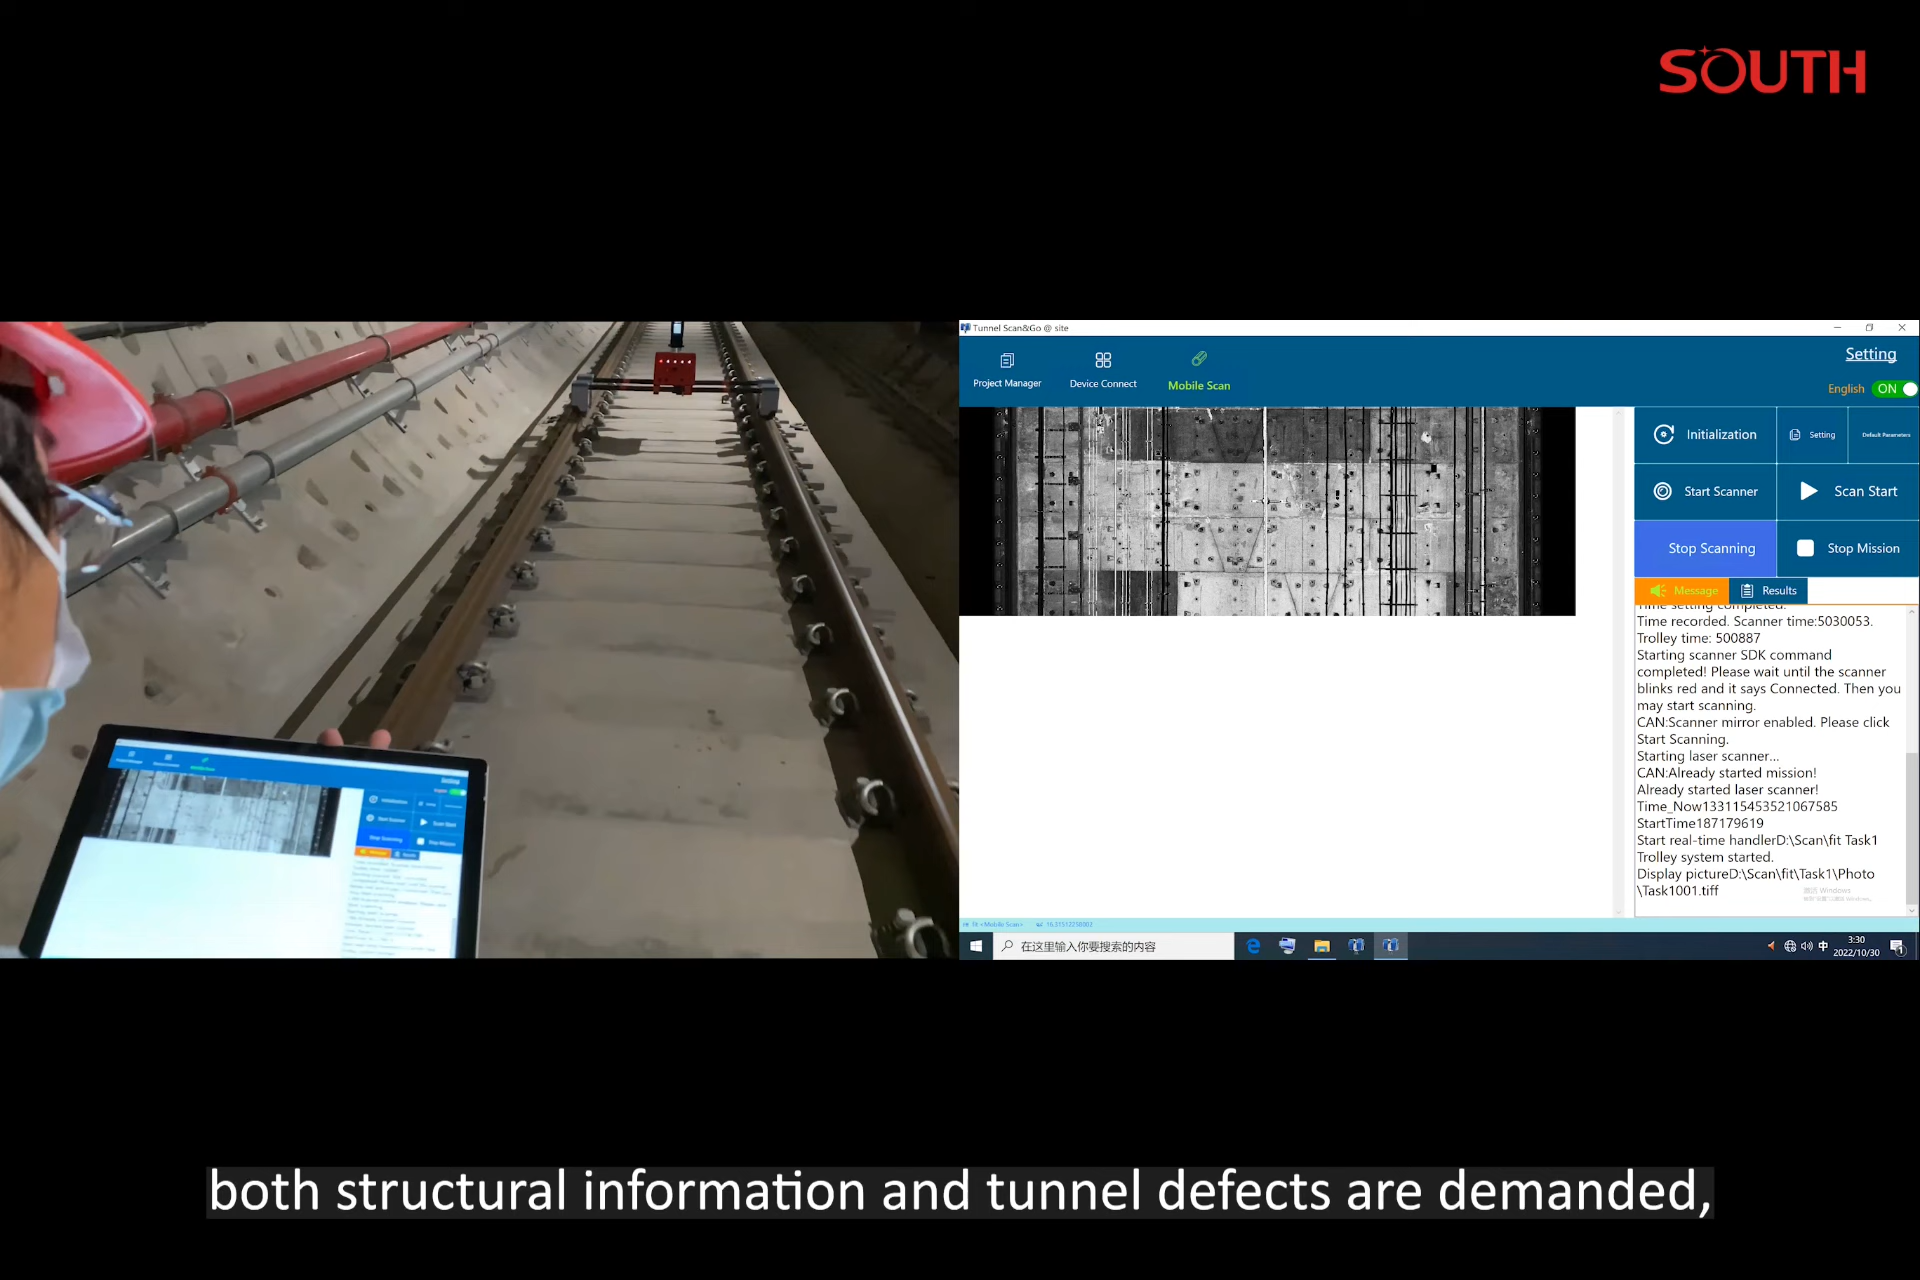 SOUTH
Tunnel Scan&Go @ site
Project Manager
Device Connect
Mobile Scan
Setting
English
ON
Initialization
Setting
Default Parameters
Start Scanner
Scan Start
Stop Scanning
Stop Mission
Message
Results
Time setting completed.
Time recorded. Scanner time:5030053.
Trolley time: 500887
Starting scanner SDK command
completed! Please wait until the scanner
blinks red and it says Connected. Then you
may start scanning.
CAN:Scanner mirror enabled. Please click
Start Scanning.
Starting laser scanner...
CAN:Already started mission!
Already started laser scanner!
Time_Now133115453521067585
StartTime187179619
Start real-time handlerD:\Scan\fit Task1
Trolley system started.
Display pictureD:\Scan\fit\Task1\Photo
\Task1001.tiff
在这里输入你要搜索的内容
中
3:30
2022/10/30
both structural information and tunnel defects are demanded,